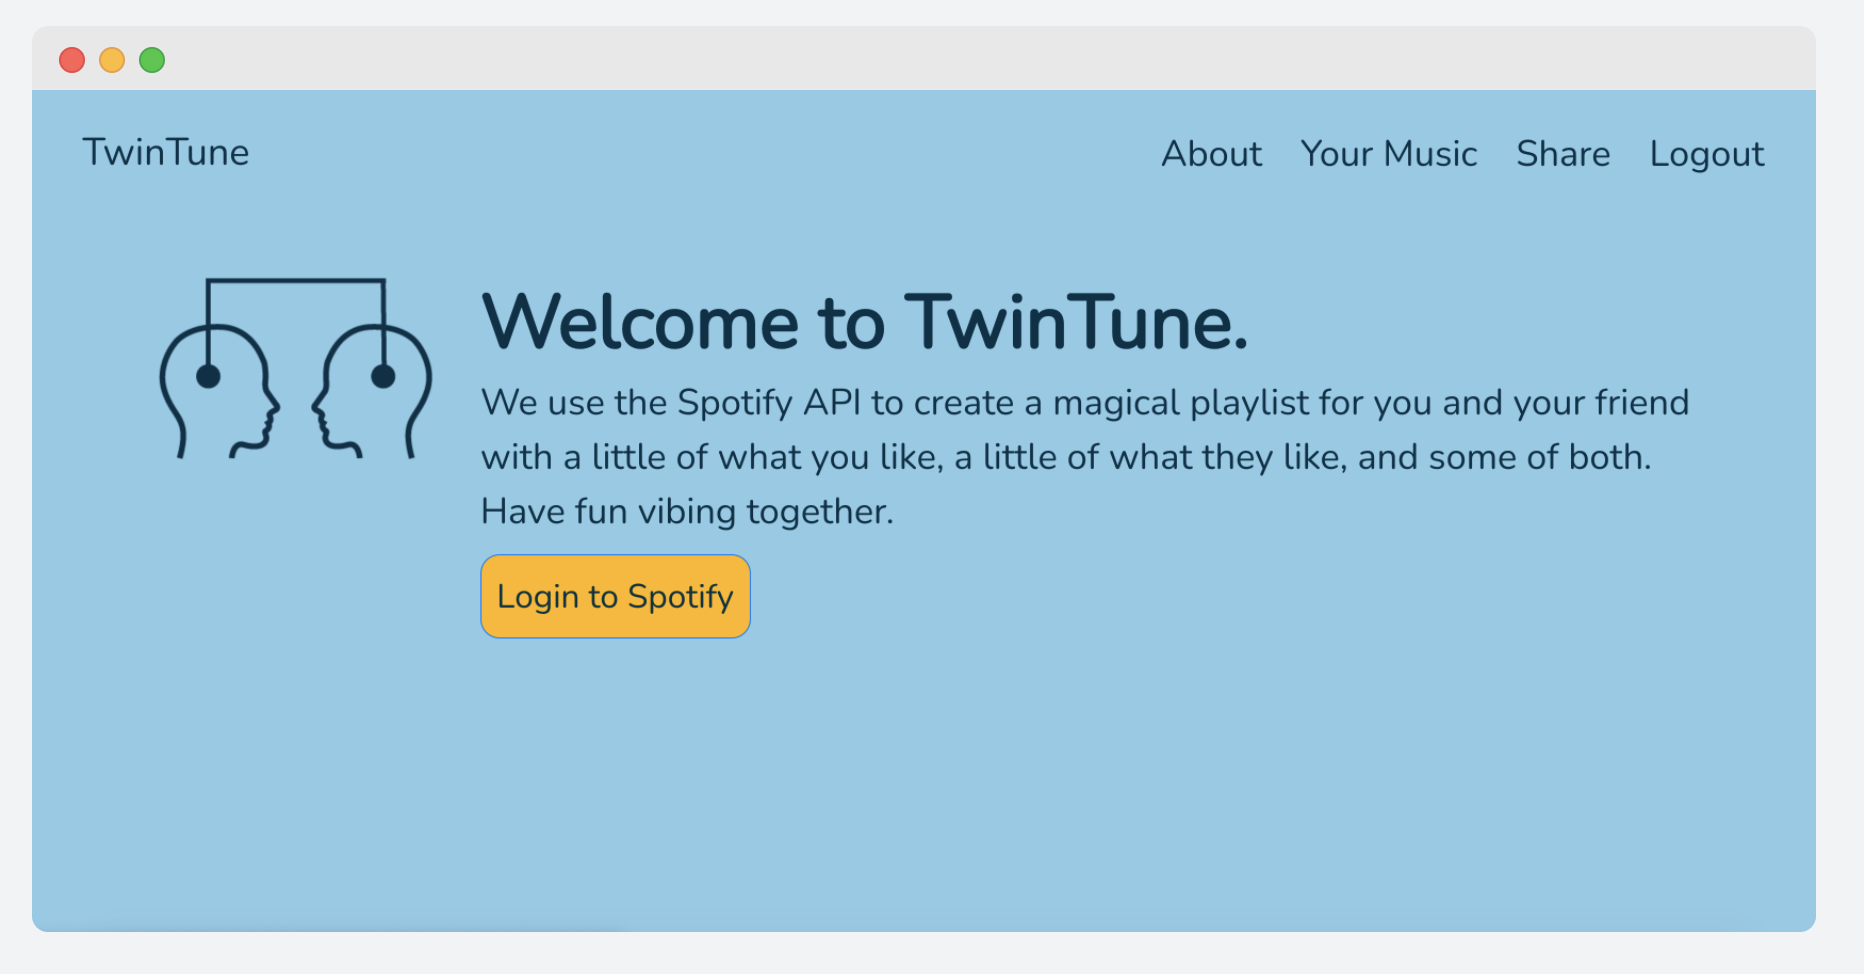 TwinTune
About Your Music Share Logout
Welcome to TwinTune.
We use the Spotify API to create a magical playlist for you and your friend
with a little of what you like, a little of what they like, and some of both.
Have fun vibing together.
Login to Spotify